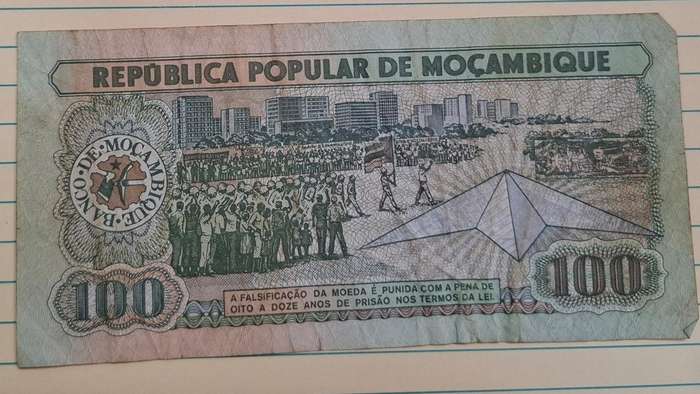 REPÚBLICA POPULAR DE MOÇAMBIQUE
BANCO·DE·MOÇAMBIQUE
100
100
A FALSIFICAÇÃO DA MOEDA É PUNIDA COM A PENA DE
OITO A DOZE ANOS DE PRISÃO NOS TERMOS DA LEI.